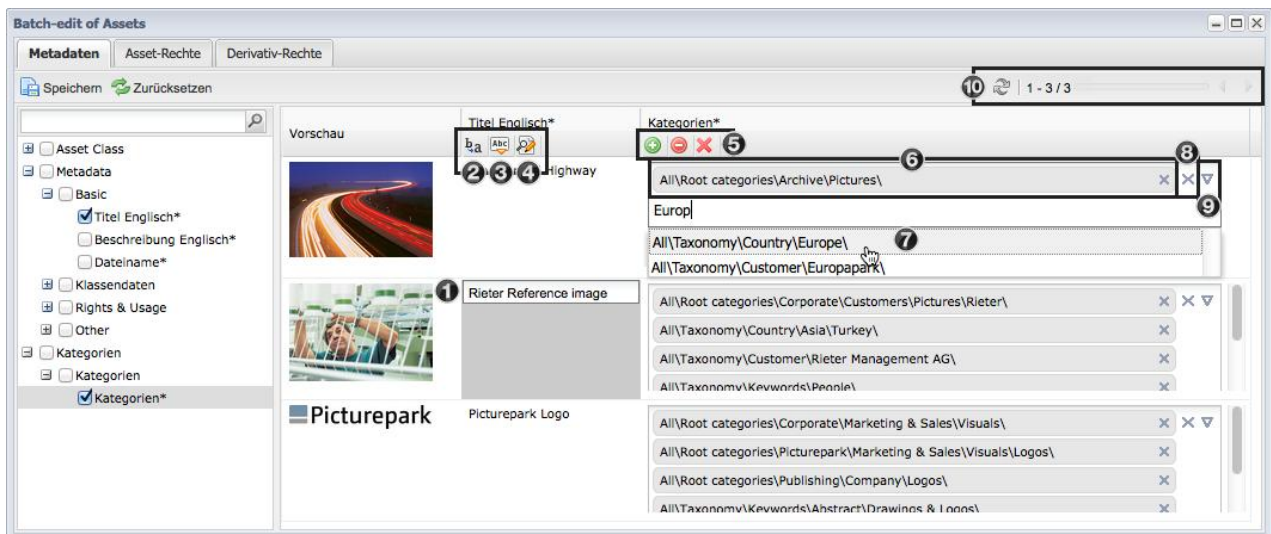 Batch-edit of Assets
Metadaten Asset-Rechte Derivativ-Rechte
Speichern Zurücksetzen
10 1 - 3 / 3
Vorschau Titel Englisch* Kategorien*
b a Abc
2 3 4 5
Asset Class
Metadata
Basic
Titel Englisch*
Beschreibung Englisch*
Dateiname*
Klassendaten
Rights & Usage
Other
Kategorien
Kategorien
Kategorien*
Highway
6 8
All\Root categories\Archive\Pictures\
9
Europ
All\Taxonomy\Country\Europe\ 7
All\Taxonomy\Customer\Europapark\
1 Rieter Reference image
All\Root categories\Corporate\Customers\Pictures\Rieter\
All\Taxonomy\Country\Asia\Turkey\
All\Taxonomy\Customer\Rieter Management AG\
All\Taxonomy\Keywords\People\
Picturepark
Picturepark Logo
All\Root categories\Corporate\Marketing & Sales\Visuals\
All\Root categories\Picturepark\Marketing & Sales\Visuals\Logos\
All\Root categories\Publishing\Company\Logos\
All\Taxonomy\Keywords\Abstract\Drawings & Logos\